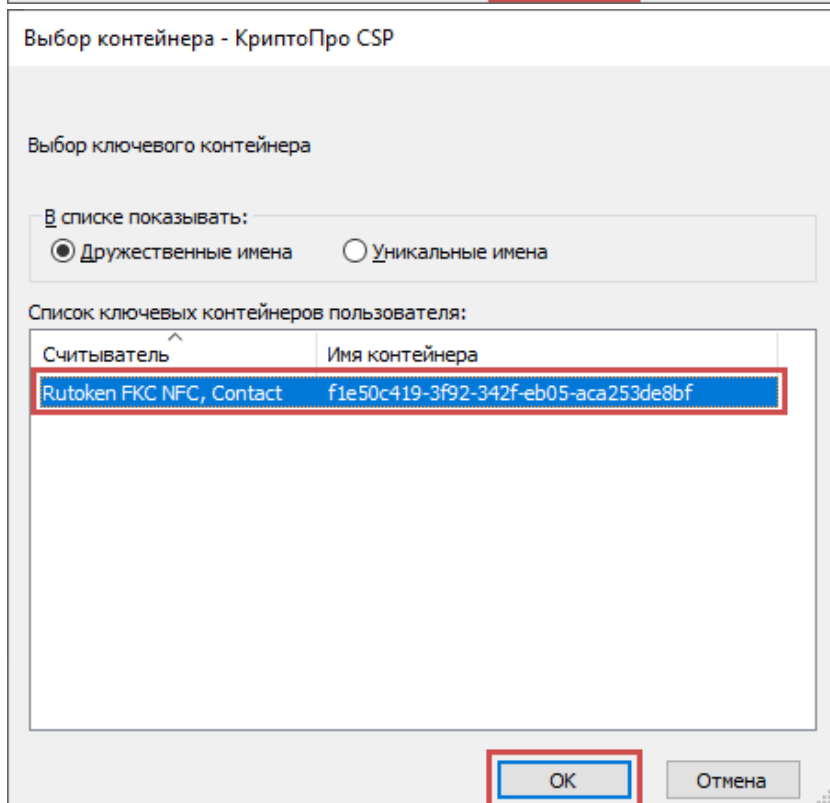 Выбор контейнера - КриптоПро CSP
Выбор ключевого контейнера
В списке показывать:
Дружественные имена Уникальные имена
Список ключевых контейнеров пользователя:
Считыватель Имя контейнера
Rutoken FKC NFC, Contact f1e50c419-3f92-342f-eb05-aca253de8bf
ОК Отмена